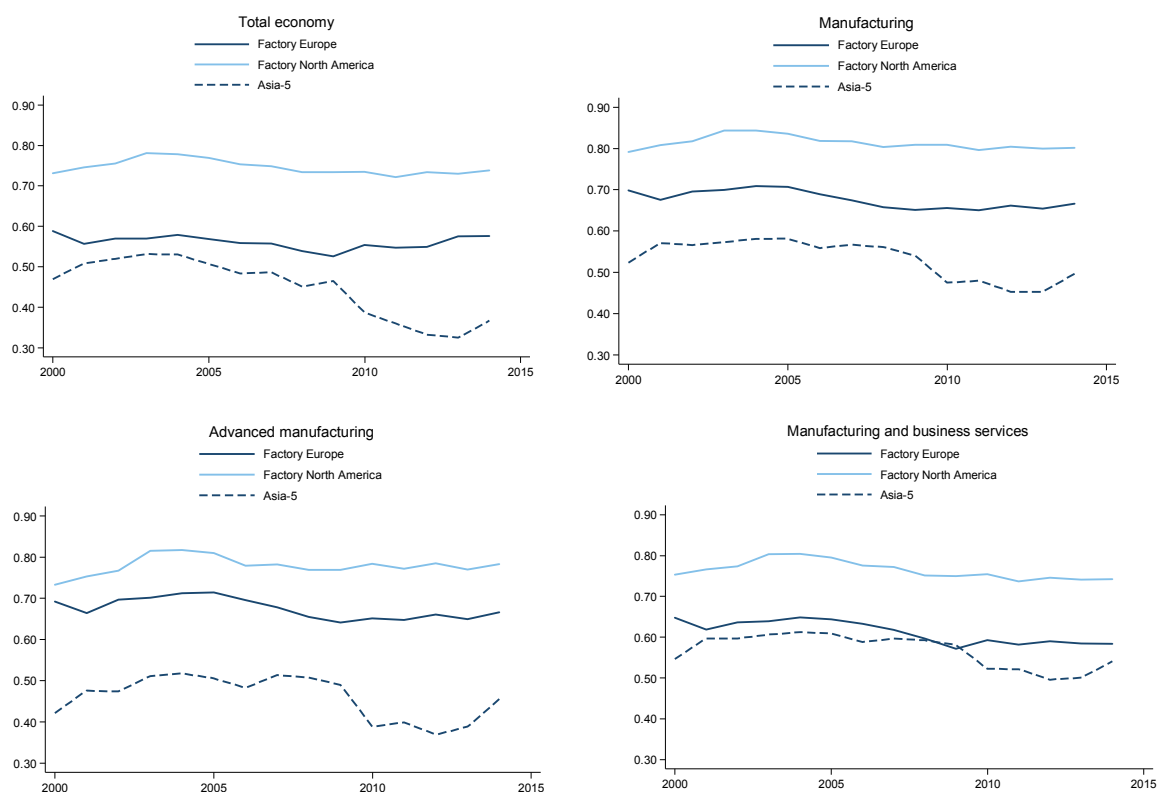 Total economy
Factory Europe
Factory North America
Asia-5
0.90
0.80
0.70
0.60
0.50
0.40
0.30
2000
2005
2010
2015
Manufacturing
Factory Europe
Factory North America
Asia-5
0.90
0.80
0.70
0.60
0.50
0.40
0.30
2000
2005
2010
2015
Advanced manufacturing
Factory Europe
Factory North America
Asia-5
0.90
0.80
0.70
0.60
0.50
0.40
0.30
2000
2005
2010
2015
Manufacturing and business services
Factory Europe
Factory North America
Asia-5
0.90
0.80
0.70
0.60
0.50
0.40
0.30
2000
2005
2010
2015